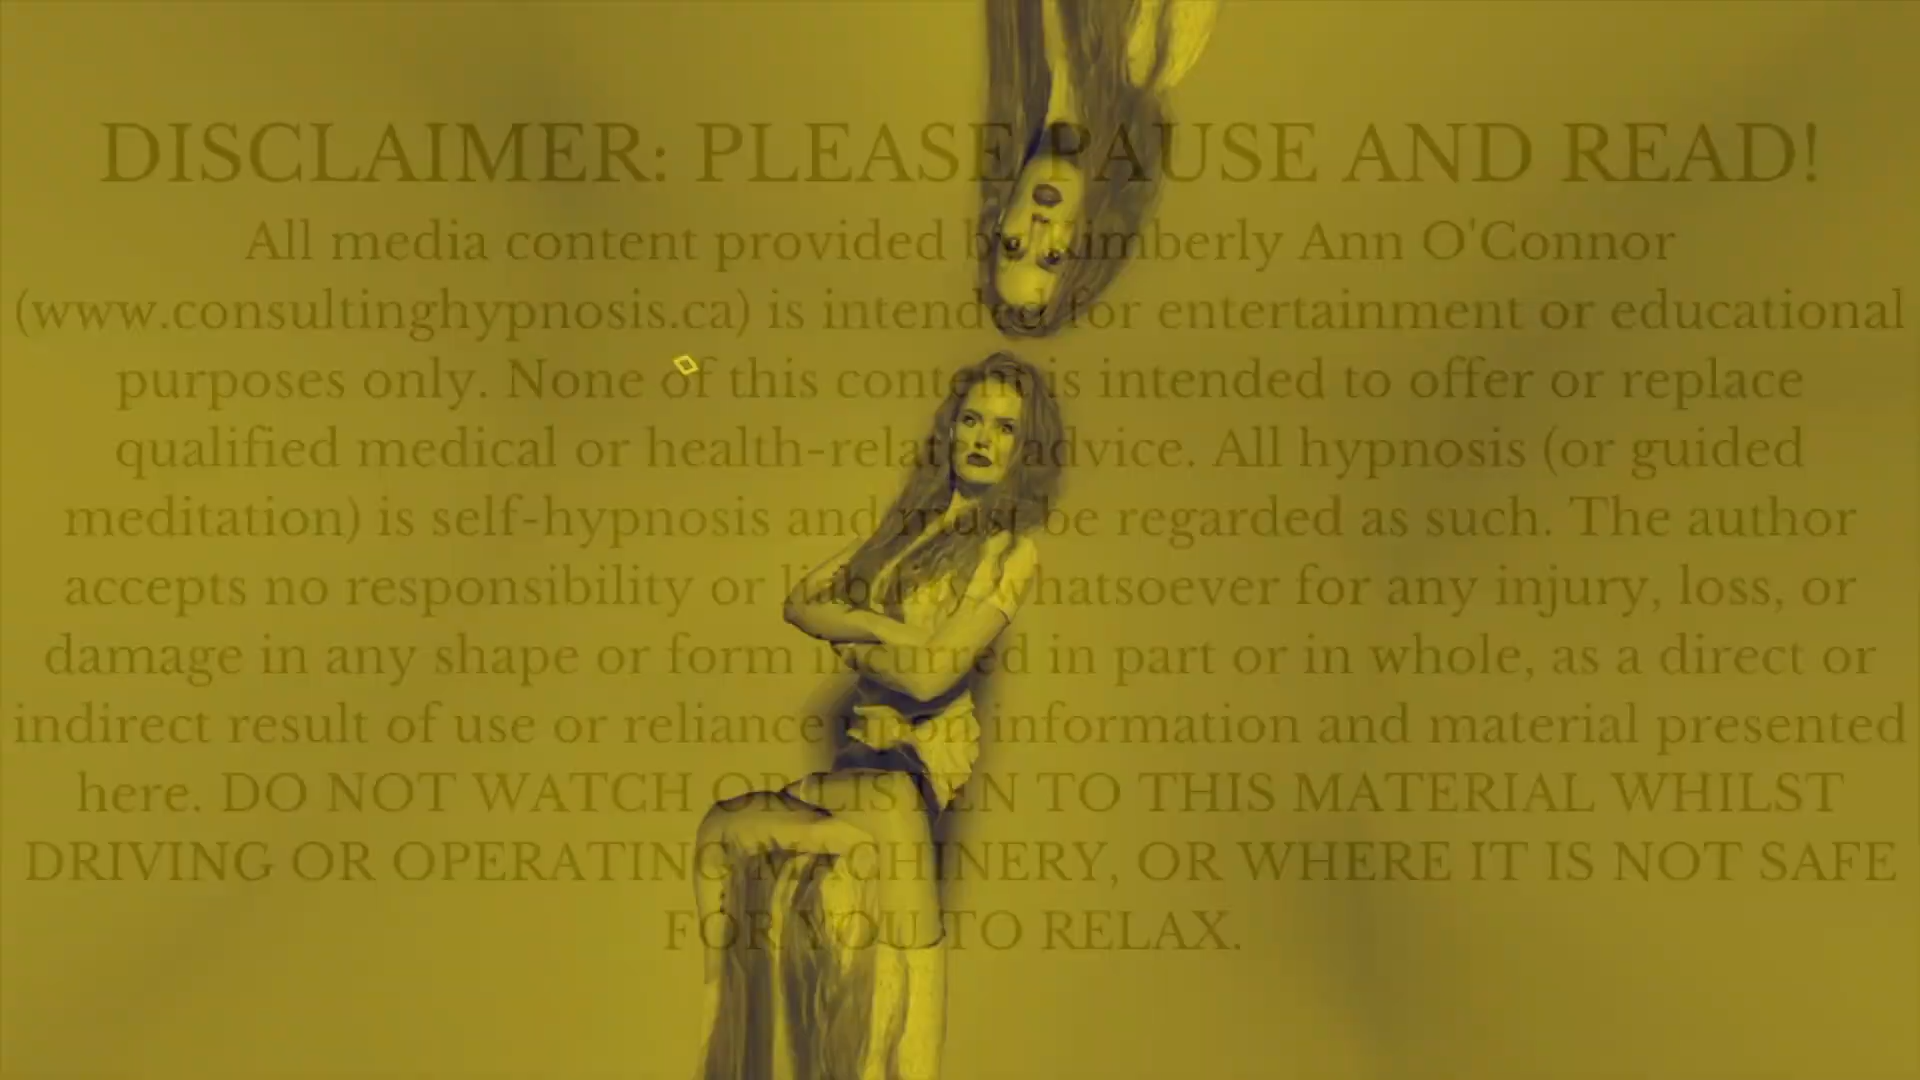 DISCLAIMER: PLEASE PAUSE AND READ!
All media content provided by Kimberly Ann O'Connor
(www.consultinghypnosis.ca) is intended for entertainment or educational
purposes only. None of this content is intended to offer or replace
qualified medical or health-related advice. All hypnosis (or guided
meditation) is self-hypnosis and must be regarded as such. The author
accepts no responsibility or liability whatsoever for any injury, loss, or
damage in any shape or form incurred in part or in whole, as a direct or
indirect result of use or reliance upon information and material presented
here. DO NOT WATCH OR LISTEN TO THIS MATERIAL WHILST
DRIVING OR OPERATING MACHINERY, OR WHERE IT IS NOT SAFE
FOR YOU TO RELAX.